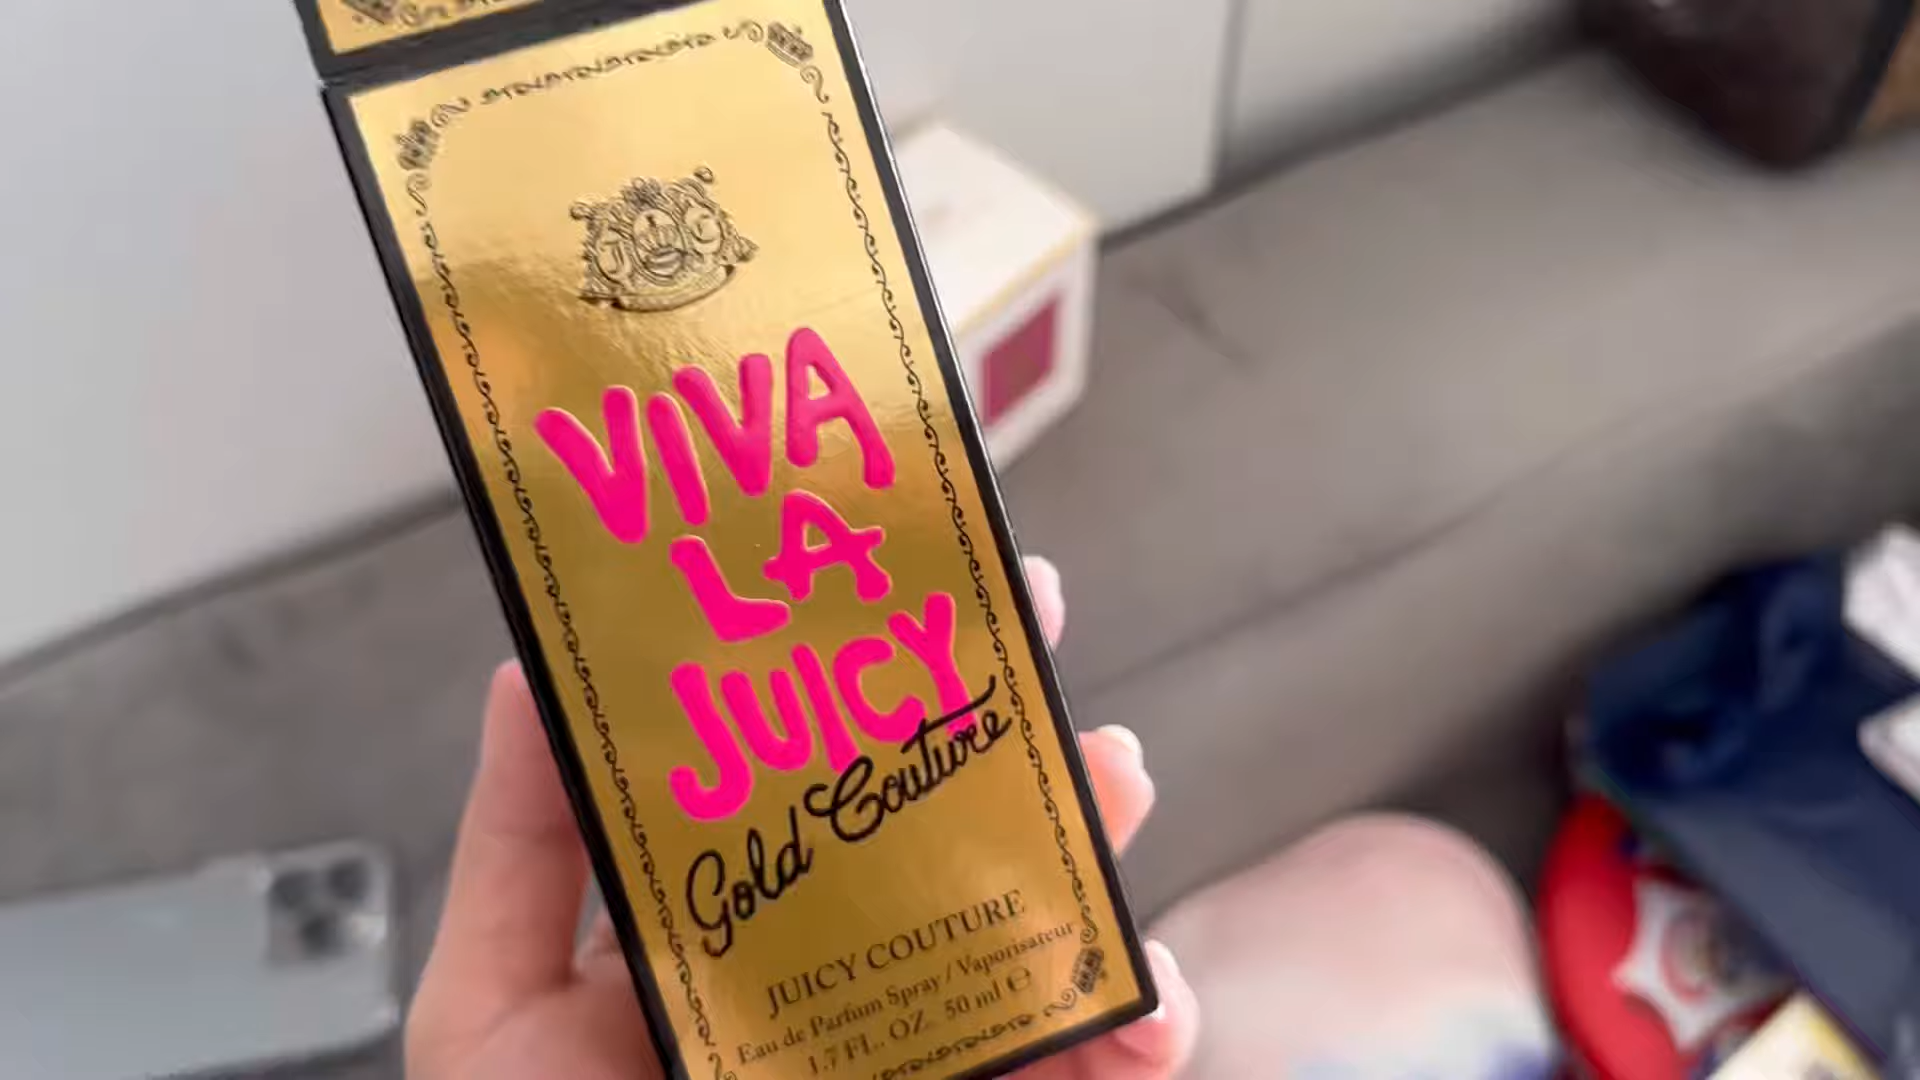 VIVA
LA
JUICY
Gold Couture
JUICY COUTURE
Eau de Parfum Spray / Vaporisateur
1.7 FL. OZ. 50 ml ℮